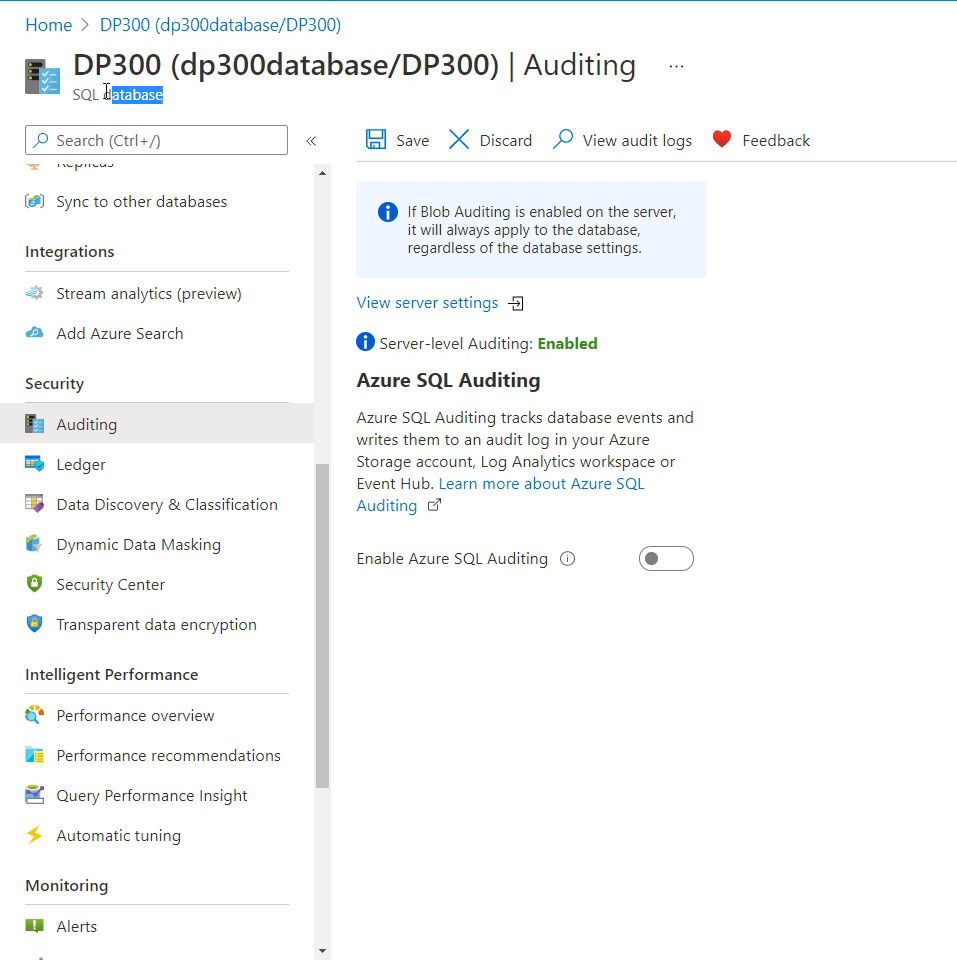 Home > DP300 (dp300database/DP300)
DP300 (dp300database/DP300) | Auditing ...
SQL database
Search (Ctrl+/)
«
Save
Discard
View audit logs
Feedback
Replicas
Sync to other databases
Integrations
Stream analytics (preview)
Add Azure Search
Security
Auditing
Ledger
Data Discovery & Classification
Dynamic Data Masking
Security Center
Transparent data encryption
Intelligent Performance
Performance overview
Performance recommendations
Query Performance Insight
Automatic tuning
Monitoring
Alerts
If Blob Auditing is enabled on the server,
it will always apply to the database,
regardless of the database settings.
View server settings
Server-level Auditing: Enabled
Azure SQL Auditing
Azure SQL Auditing tracks database events and
writes them to an audit log in your Azure
Storage account, Log Analytics workspace or
Event Hub. Learn more about Azure SQL
Auditing
Enable Azure SQL Auditing